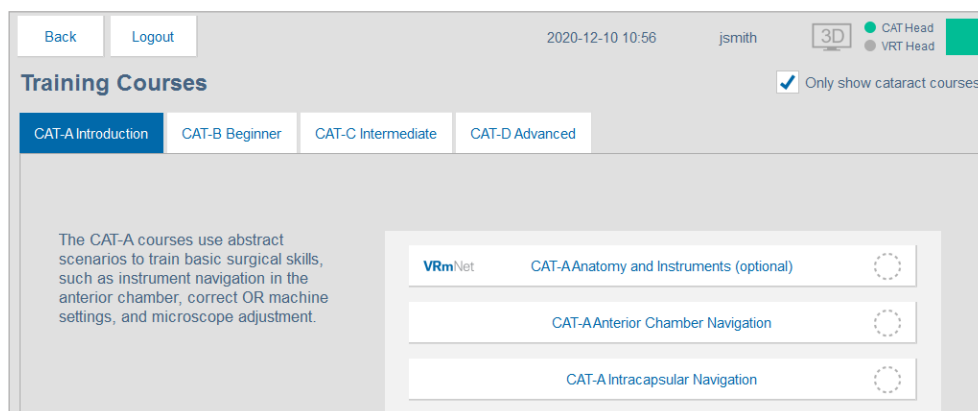 Back Logout 2020-12-10 10:56 jsmith 3D CAT Head
VRT Head
Training Courses Only show cataract courses
CAT-A Introduction CAT-B Beginner CAT-C Intermediate CAT-D Advanced
The CAT-A courses use abstract
scenarios to train basic surgical skills,
such as instrument navigation in the
anterior chamber, correct OR machine
settings, and microscope adjustment.
VRmNet CAT-A Anatomy and Instruments (optional)
CAT-A Anterior Chamber Navigation
CAT-A Intracapsular Navigation